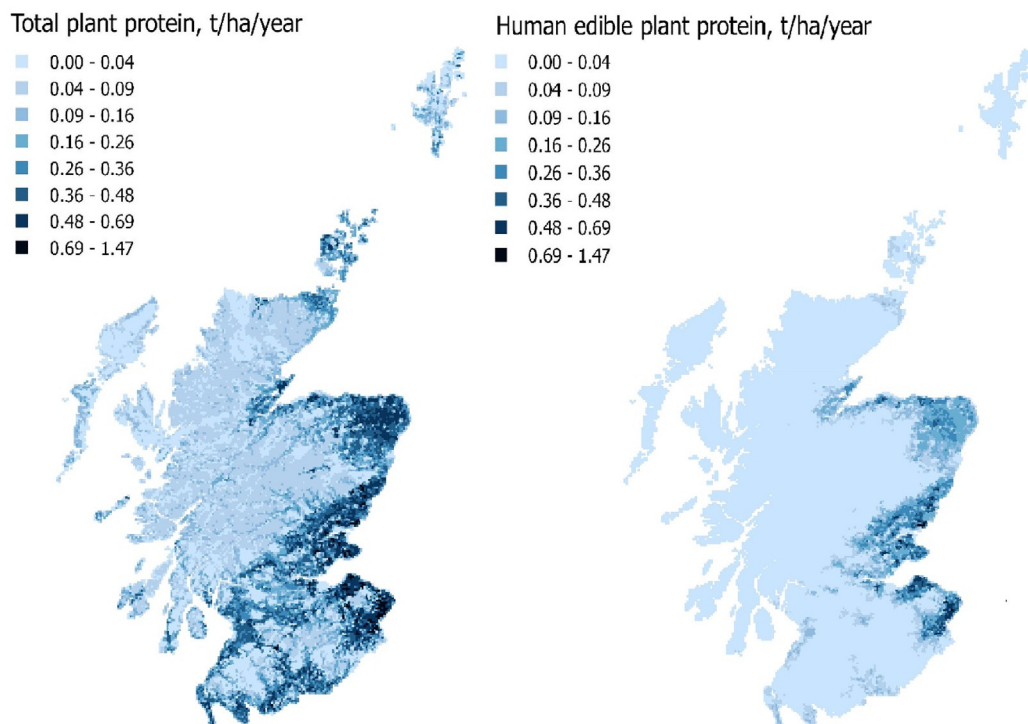 Total plant protein, t/ha/year
0.00 - 0.04
0.04 - 0.09
0.09 - 0.16
0.16 - 0.26
0.26 - 0.36
0.36 - 0.48
0.48 - 0.69
0.69 - 1.47
Human edible plant protein, t/ha/year
0.00 - 0.04
0.04 - 0.09
0.09 - 0.16
0.16 - 0.26
0.26 - 0.36
0.36 - 0.48
0.48 - 0.69
0.69 - 1.47